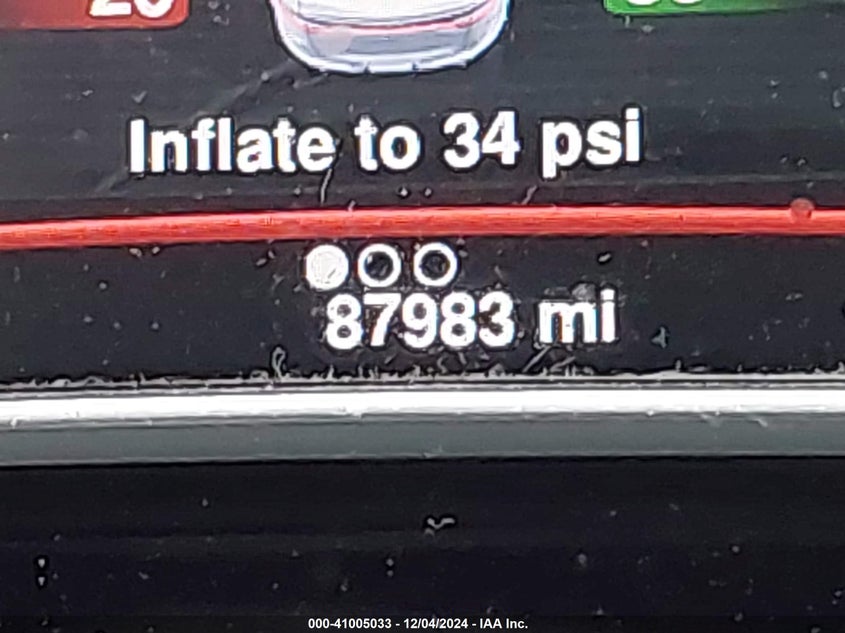 Inflate to 34 psi
87983 mi
000-41005033 - 12/04/2024 - IAA Inc.